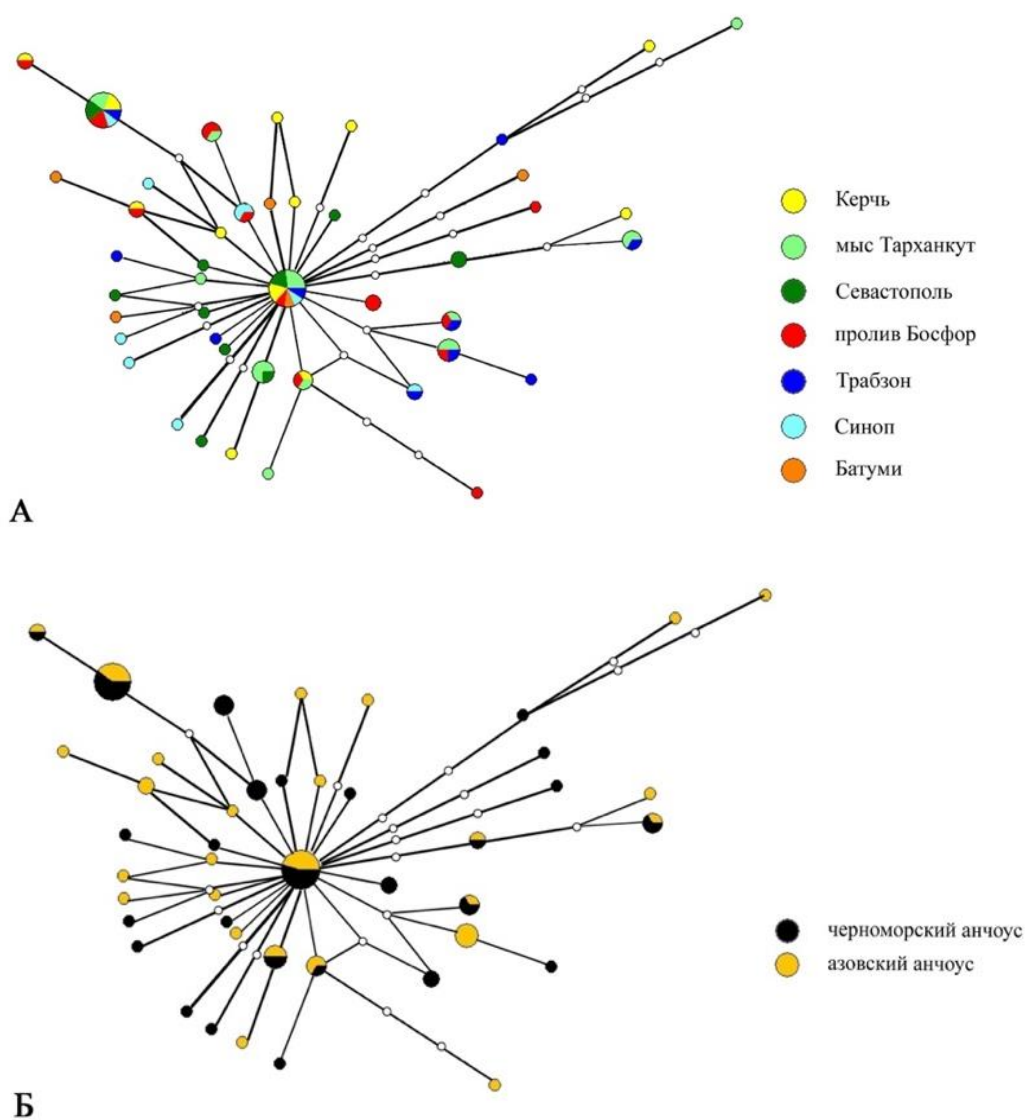 Керчь
мыс Тарханкут
Севастополь
пролив Босфор
Трабзон
Синоп
Батуми
А
черноморский анчоус
азовский анчоус
Б